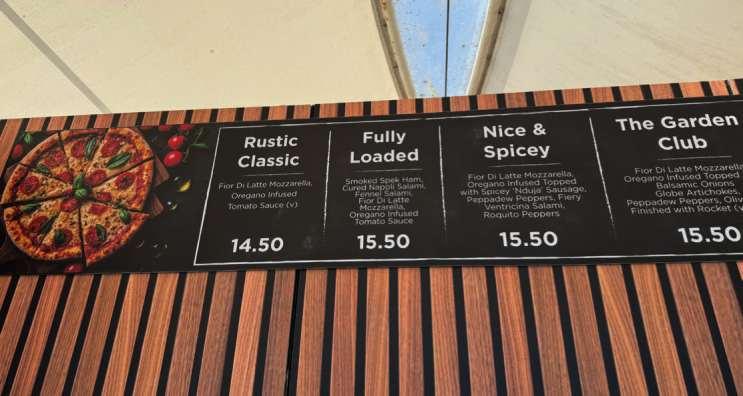 Rustic
Classic
Fior Di Latte Mozzarella,
Oregano Infused
Tomato Sauce (v)
14.50
Fully
Loaded
Smoked Spek Ham,
Cured Napoli Salami,
Fennel Salami,
Fior Di Latte
Mozzarella,
Oregano Infused
Tomato Sauce
15.50
Nice &
Spicey
Fior Di Latte Mozzarella,
Oregano Infused Topped
with Spicey 'Nduja' Sausage,
Peppadew Peppers, Fiery
Ventricina Salami,
Roquito Peppers
15.50
The Garden
Club
Fior Di Latte Mozzarella,
Oregano Infused Topped
Balsamic Onions
Globe Artichokes,
Peppadew Peppers,
Finished with Rocket
15.50